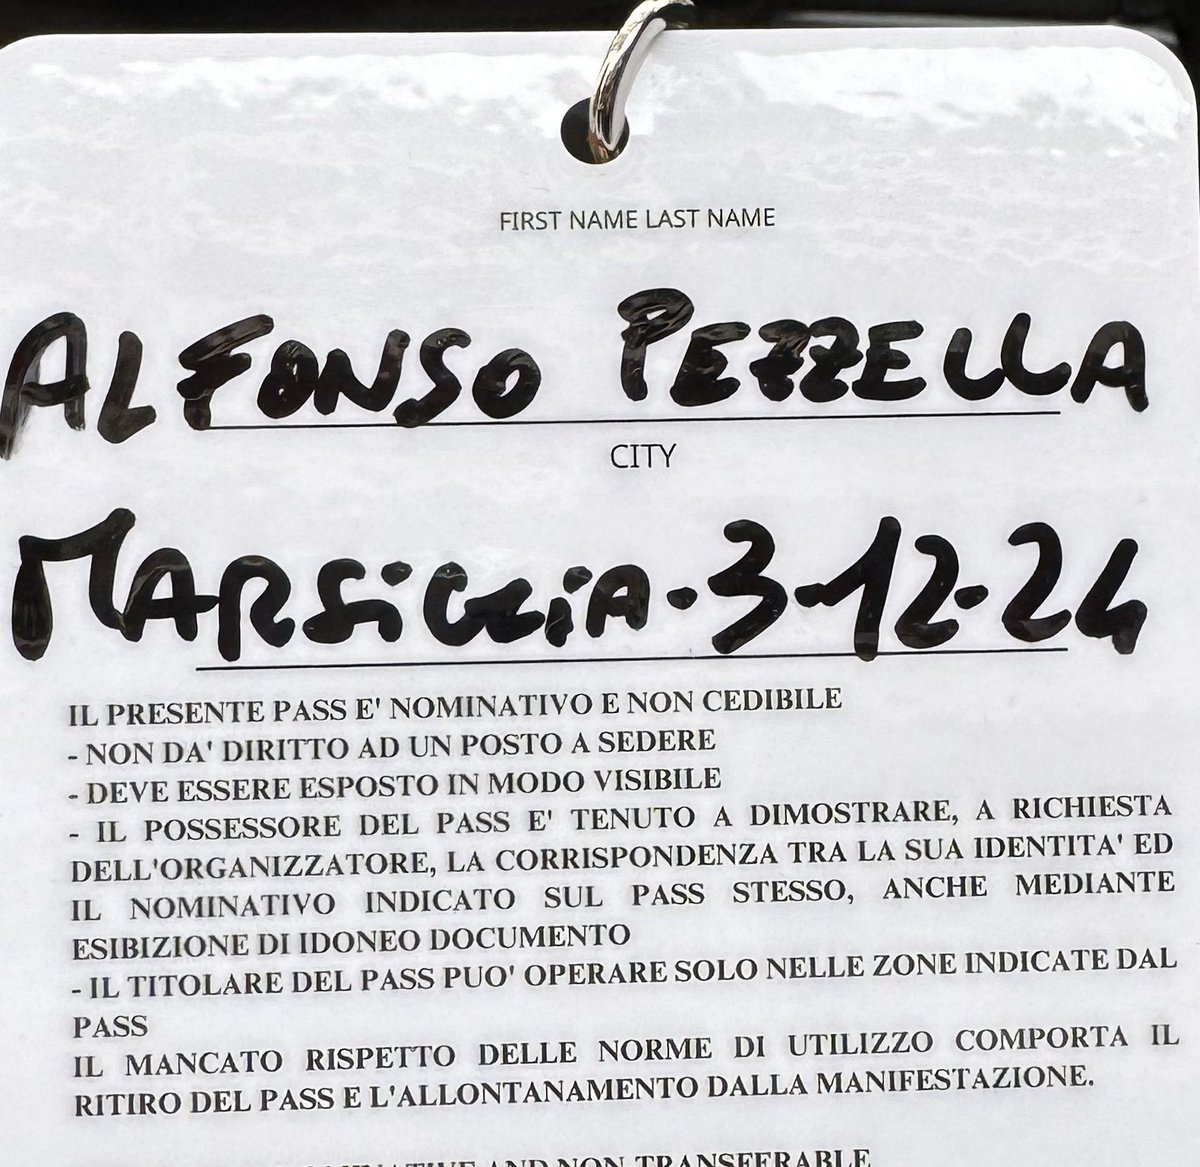 FIRST NAME LAST NAME
ALFONSO PEZZELLA
CITY
MARSiGLiA-3-12-24
IL PRESENTE PASS E' NOMINATIVO E NON CEDIBILE
- NON DA' DIRITTO AD UN POSTO A SEDERE
- DEVE ESSERE ESPOSTO IN MODO VISIBILE
- IL POSSESSORE DEL PASS E' TENUTO A DIMOSTRARE, A RICHIESTA
DELL'ORGANIZZATORE, LA CORRISPONDENZA TRA LA SUA IDENTITA' ED
IL NOMINATIVO INDICATO SUL PASS STESSO, ANCHE MEDIANTE
ESIBIZIONE DI IDONEO DOCUMENTO
- IL TITOLARE DEL PASS PUO' OPERARE SOLO NELLE ZONE INDICATE DAL
PASS
IL MANCATO RISPETTO DELLE NORME DI UTILIZZO COMPORTA IL
RITIRO DEL PASS E L'ALLONTANAMENTO DALLA MANIFESTAZIONE.
AND NON TRANSFERABLE